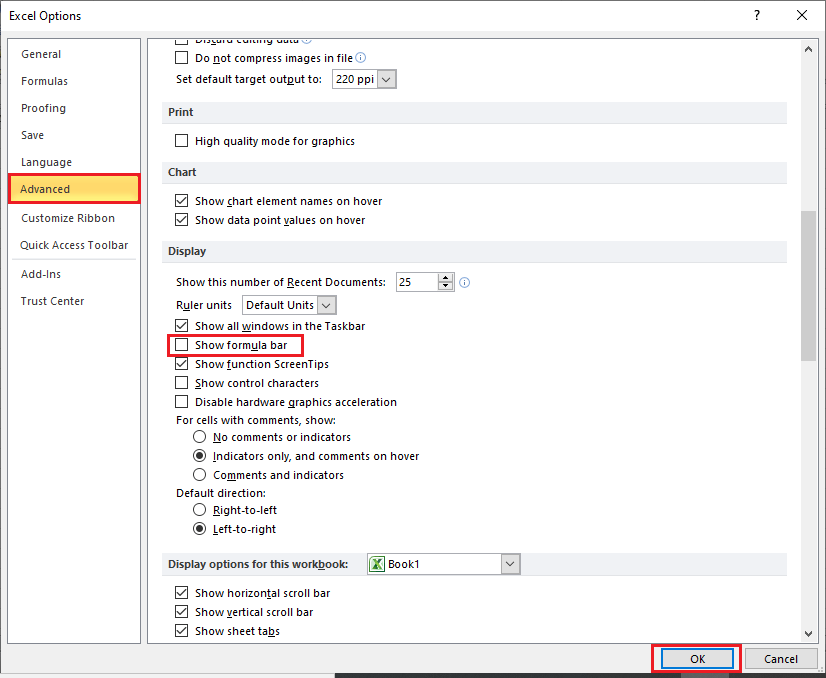 Excel Options
?
General
Formulas
Proofing
Save
Language
Advanced
Customize Ribbon
Quick Access Toolbar
Add-Ins
Trust Center
Discard editing data
Do not compress images in file
Set default target output to: 220 ppi
Print
High quality mode for graphics
Chart
Show chart element names on hover
Show data point values on hover
Display
Show this number of Recent Documents: 25
Ruler units Default Units
Show all windows in the Taskbar
Show formula bar
Show function ScreenTips
Show control characters
Disable hardware graphics acceleration
For cells with comments, show:
No comments or indicators
Indicators only, and comments on hover
Comments and indicators
Default direction:
Right-to-left
Left-to-right
Display options for this workbook: Book1
Show horizontal scroll bar
Show vertical scroll bar
Show sheet tabs
OK Cancel